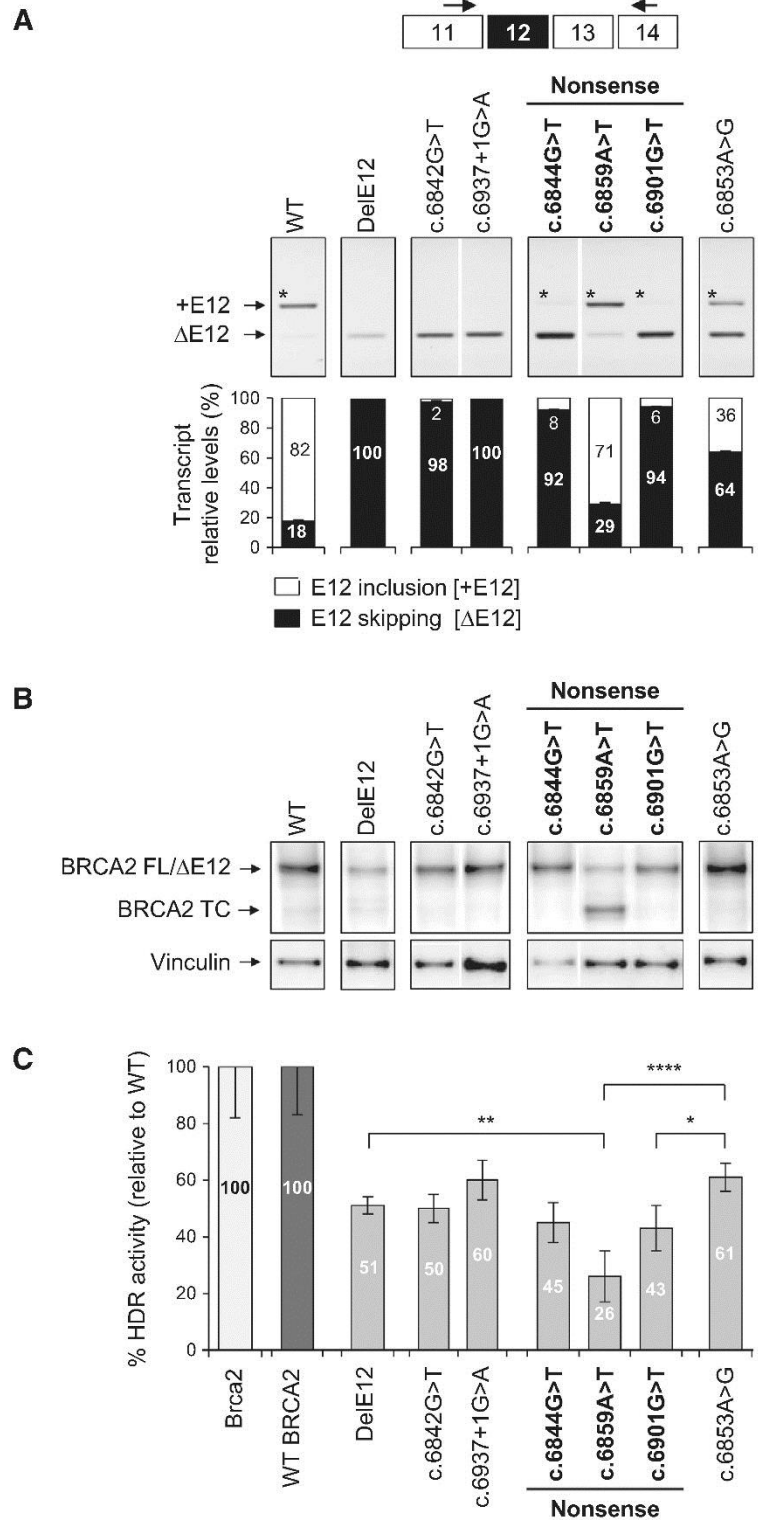 A
11 12 13 14
Nonsense
WT DelE12 c.6842G>T c.6937+1G>A c.6844G>T c.6859A>T c.6901G>T c.6853A>G
* * * * *
+E12
ΔE12
Transcript relative levels (%)
100
80
60
40
20
0
82 2 8 71 6 36
18 100 98 100 92 29 94 64
E12 inclusion [+E12]
E12 skipping [ΔE12]
B
Nonsense
WT DelE12 c.6842G>T c.6937+1G>A c.6844G>T c.6859A>T c.6901G>T c.6853A>G
BRCA2 FL/ΔE12
BRCA2 TC
Vinculin
C
% HDR activity (relative to WT)
100
80
60
40
20
0
****
**
*
100 100 51 50 60 45 26 43 61
Brca2 WT BRCA2 DelE12 c.6842G>T c.6937+1G>A c.6844G>T c.6859A>T c.6901G>T c.6853A>G
Nonsense